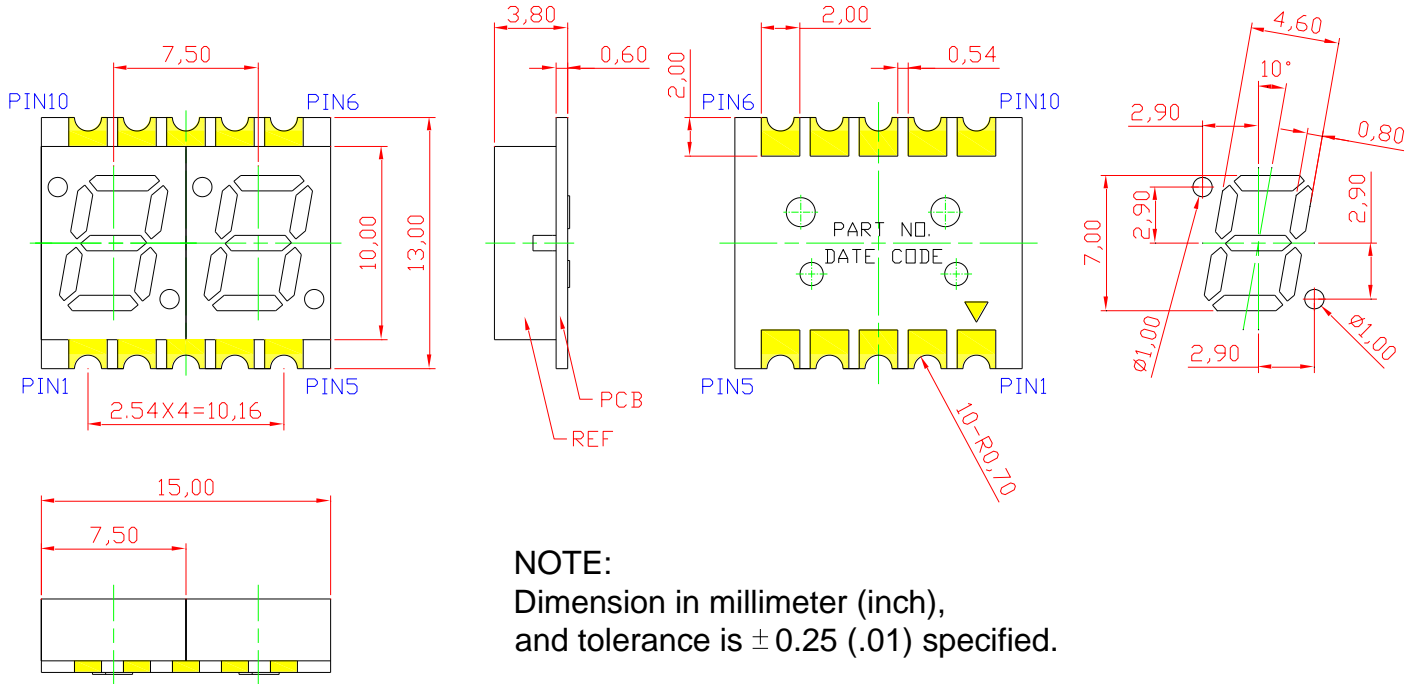 7,50
PIN10
PIN6
10,00
13,00
PIN1
PIN5
2.54X4=10,16
3,80
0,60
PCB
REF
2,00
2,00
0,54
PIN6
PIN10
PART NO.
DATE CODE
PIN5
PIN1
10-R0,70
4,60
10°
2,90
0,80
2,90
7,00
2,90
Ø1,00
2,90
Ø1,00
15,00
7,50
NOTE:
Dimension in millimeter (inch),
and tolerance is ±0.25 (.01) specified.